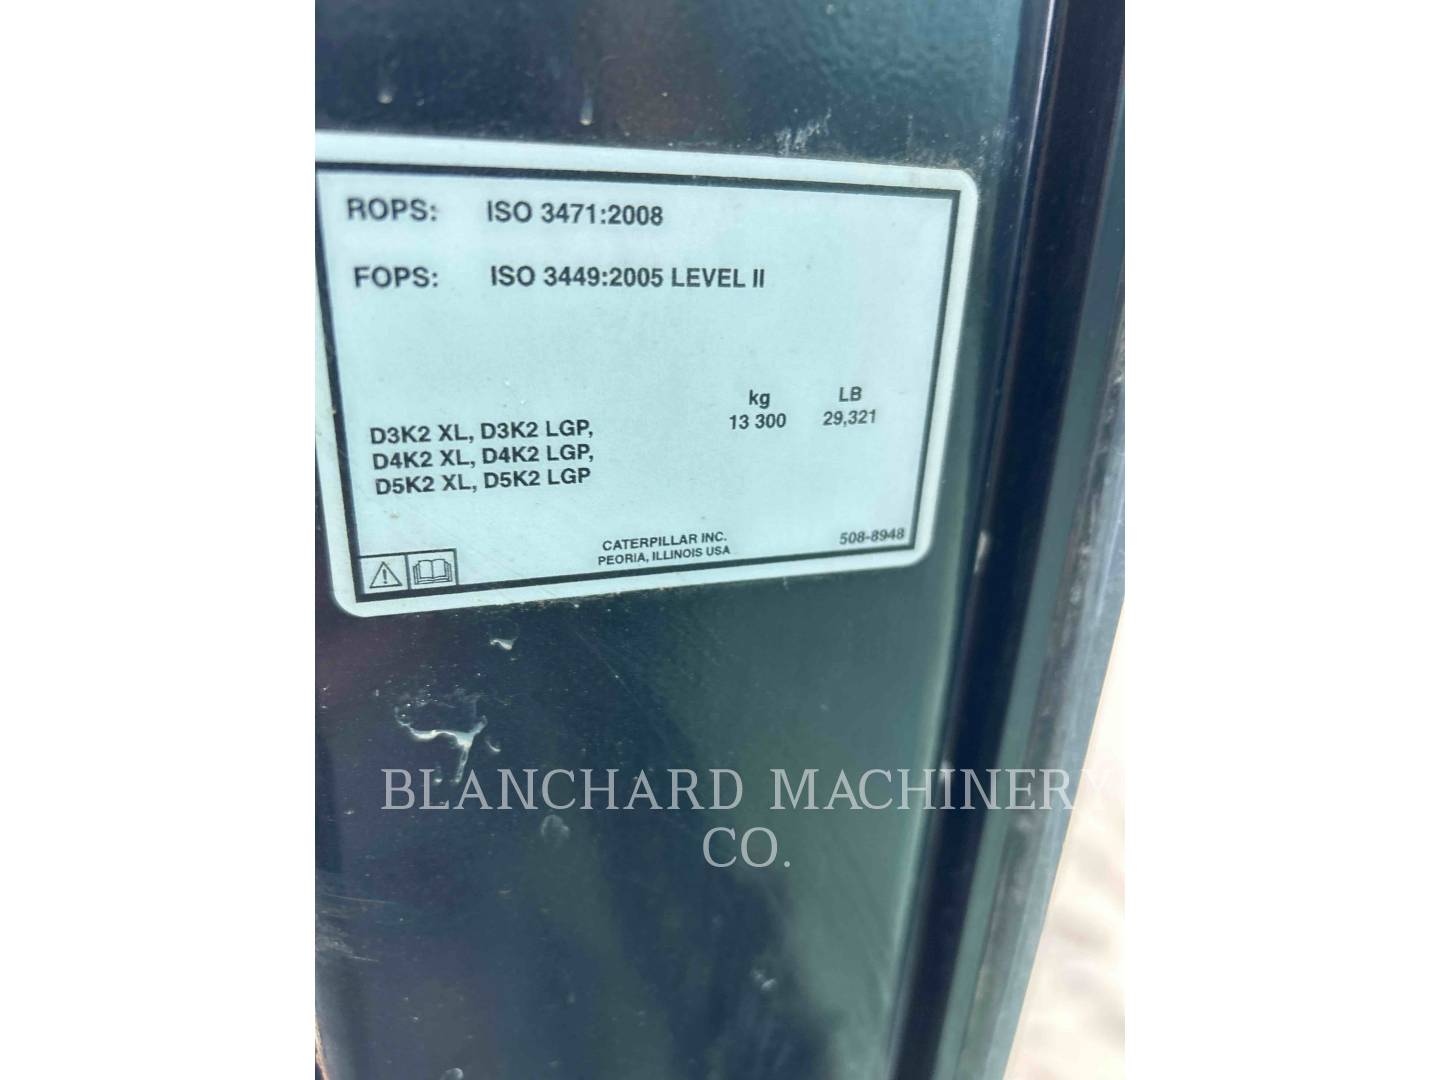 ROPS: ISO 3471:2008
FOPS: ISO 3449:2005 LEVEL II
kg LB
D3K2 XL, D3K2 LGP, 13 300 29,321
D4K2 XL, D4K2 LGP,
D5K2 XL, D5K2 LGP
CATERPILLAR INC. 508-8948
PEORIA, ILLINOIS USA
BLANCHARD MACHINERY
CO.